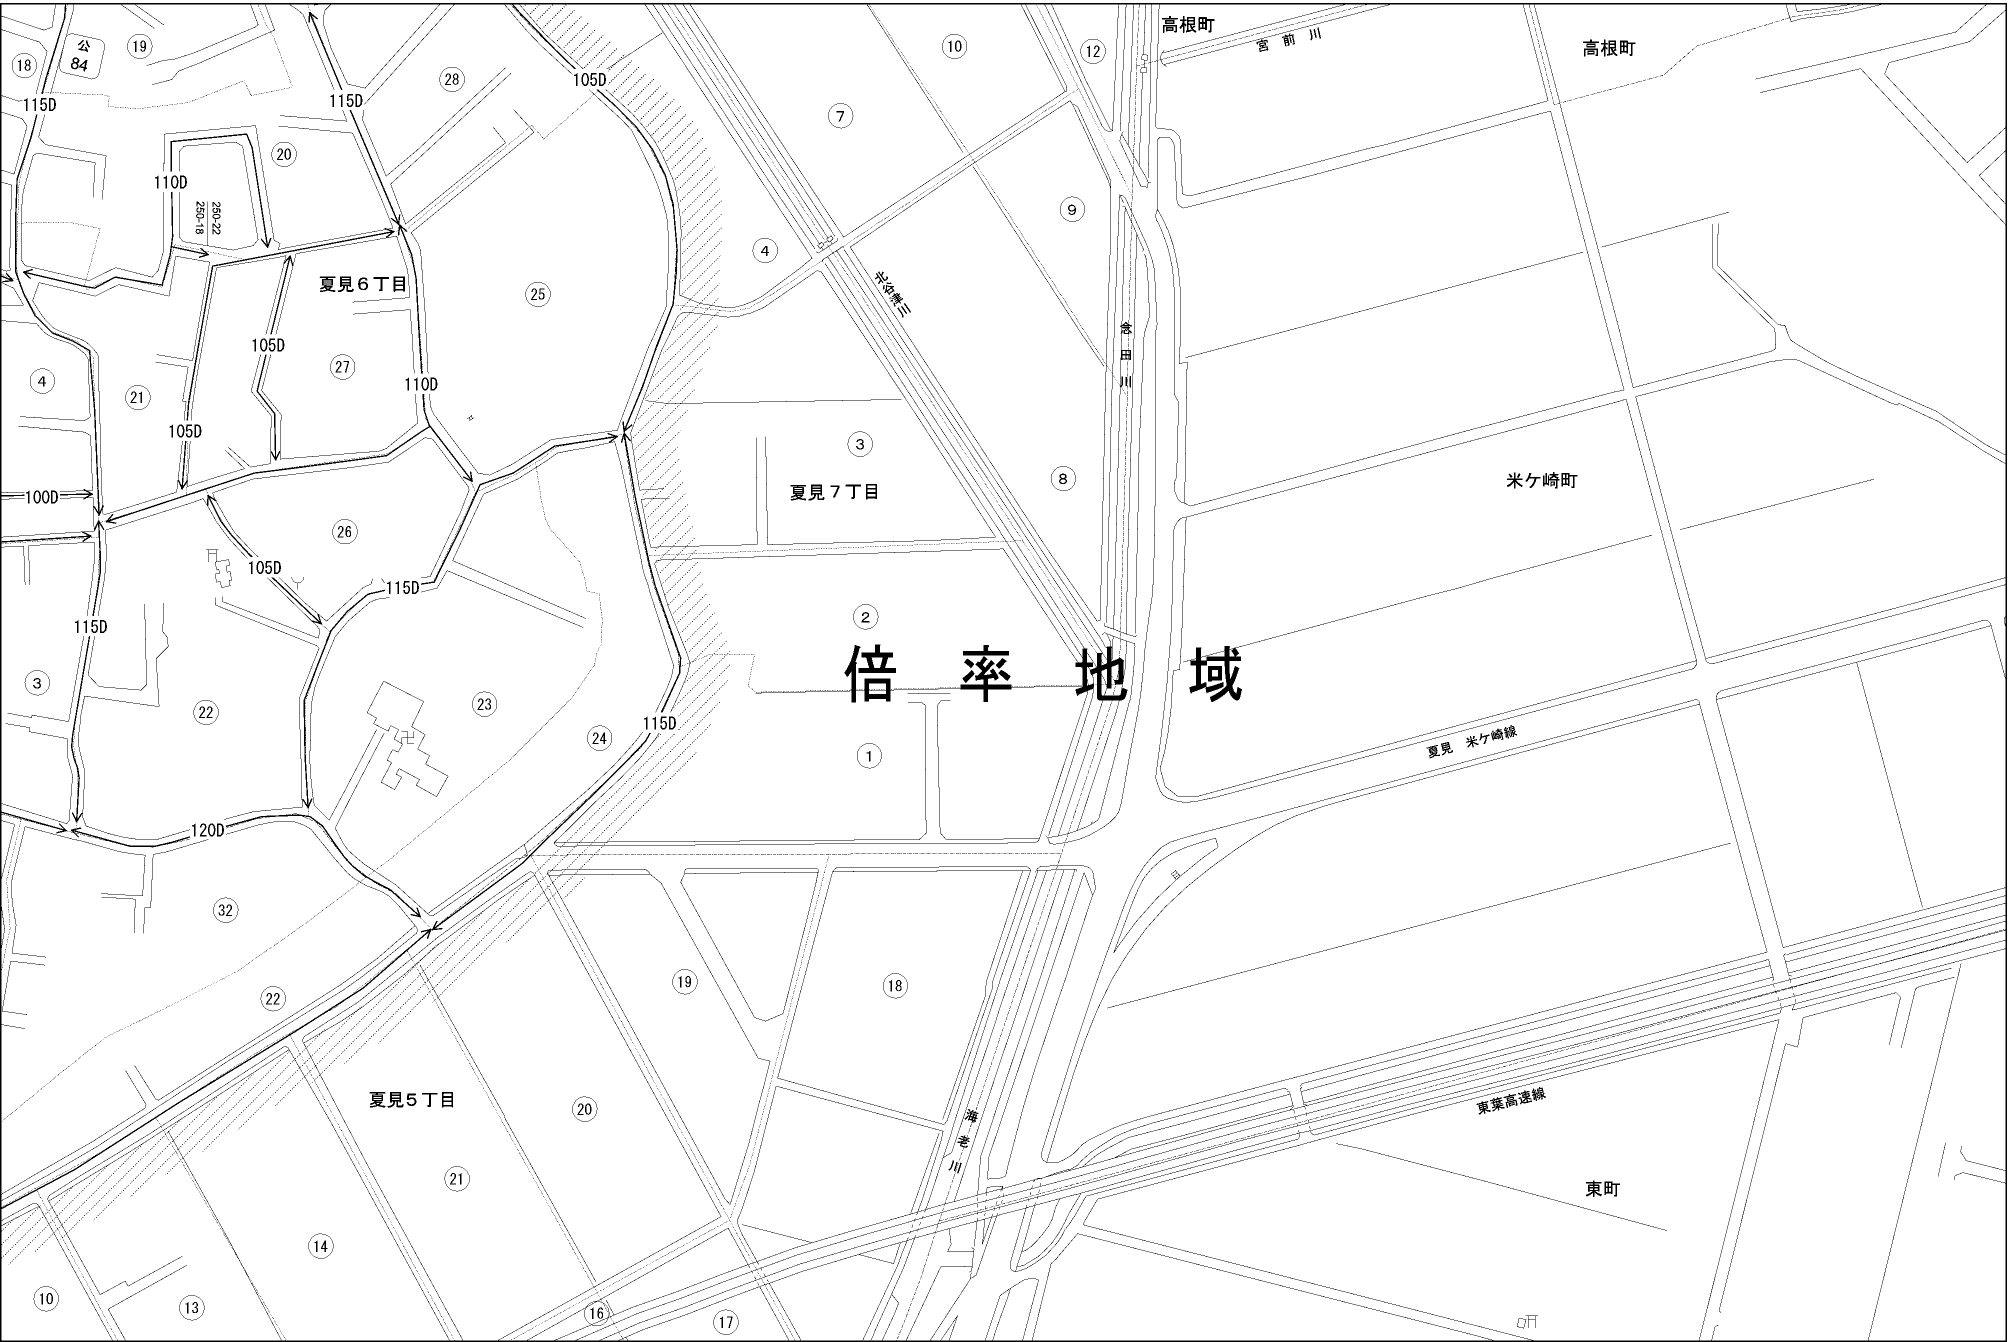 高根町
宮前川
高根町
⑫
⑩
⑲
公
84
⑱
115D
115D
105D
㉘
⑦
⑳
110D
250-22
250-18
⑨
④
夏見６丁目
㉕
北谷津川
念田川
105D
㉗
110D
④
㉑
105D
③
夏見７丁目
⑧
米ケ崎町
100D
㉖
105D
115D
115D
②
倍率地域
③
㉒
㉓
115D
㉔
①
夏見 米ケ崎線
120D
㉜
㉒
⑲
⑱
夏見５丁目
⑳
海老川
東葉高速線
㉑
東町
⑭
⑩
⑬
⑯
⑰